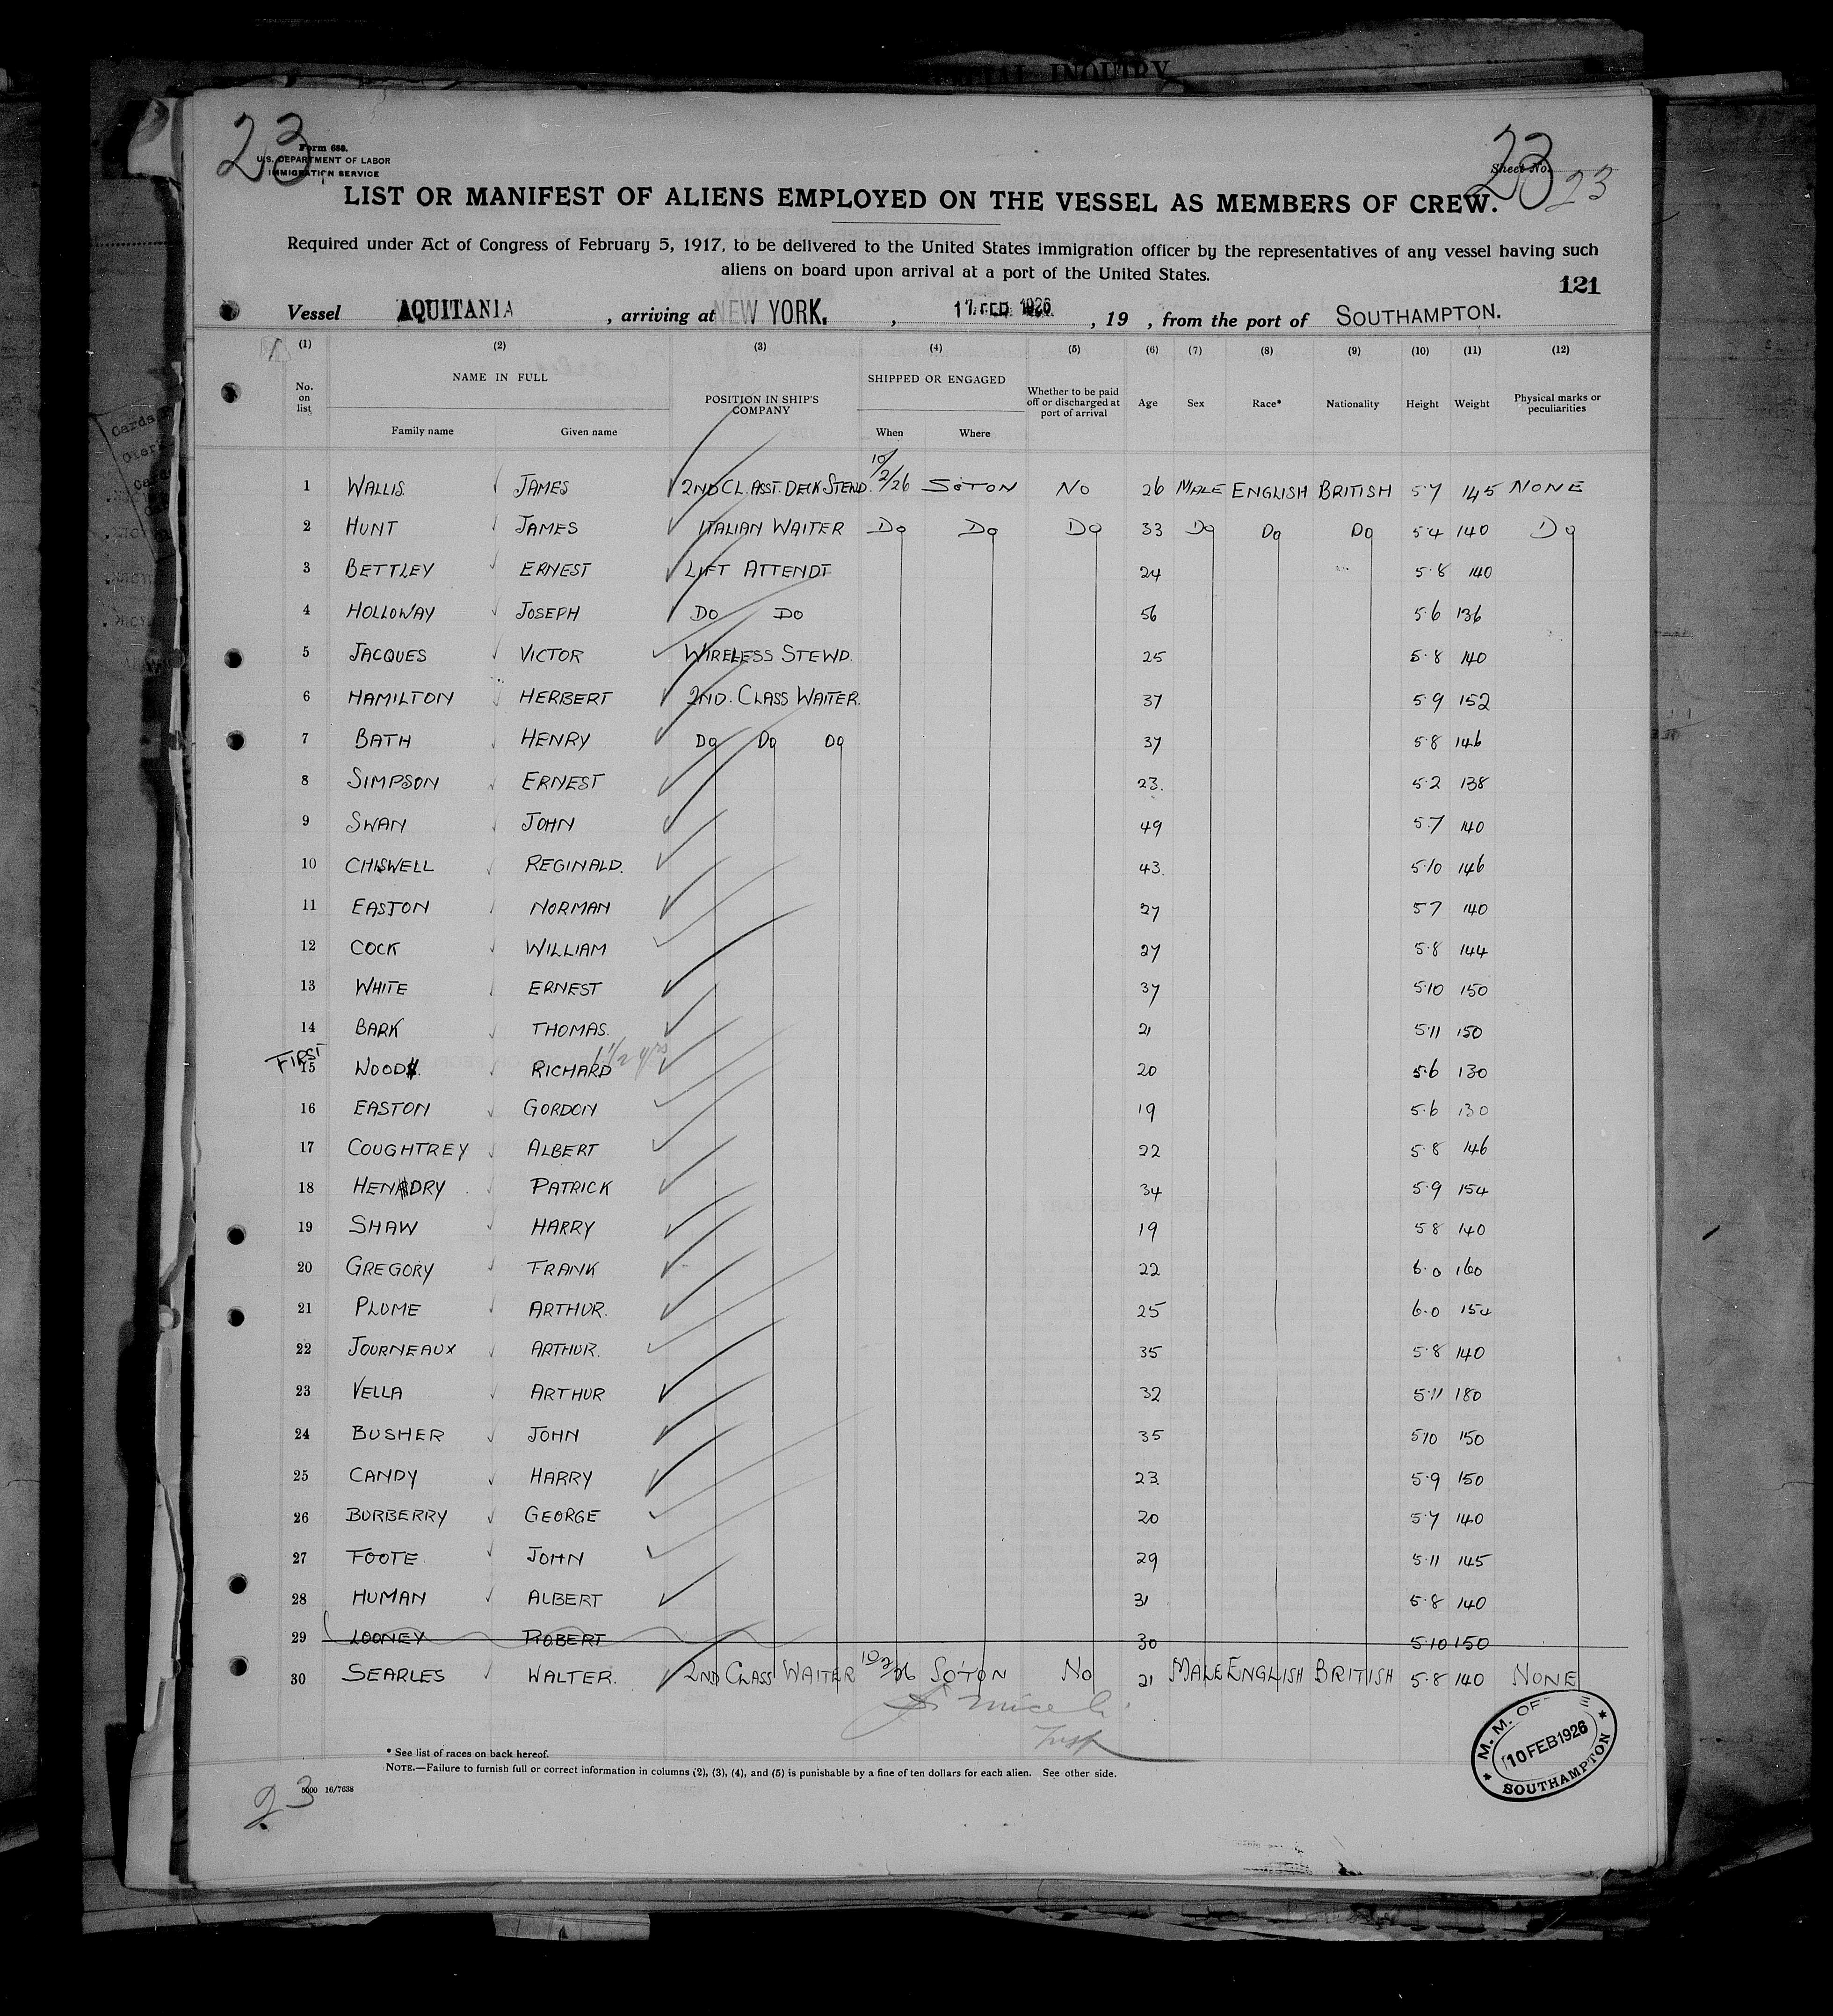 SPECIAL INQUIRY
23
Form 680.
U.S. DEPARTMENT OF LABOR
IMMIGRATION SERVICE
Sheet No.
23 23
LIST OR MANIFEST OF ALIENS EMPLOYED ON THE VESSEL AS MEMBERS OF CREW.
Required under Act of Congress of February 5, 1917, to be delivered to the United States immigration officer by the representatives of any vessel having such
aliens on board upon arrival at a port of the United States.
121
Vessel AQUITANIA , arriving at NEW YORK. , 17 FEB 1926 , 19 , from the port of SOUTHAMPTON.
(1) (2) (3) (4) (5) (6) (7) (8) (9) (10) (11) (12)
No. on list NAME IN FULL POSITION IN SHIP'S COMPANY SHIPPED OR ENGAGED Whether to be paid off or discharged at port of arrival Age Sex Race* Nationality Height Weight Physical marks or peculiarities
Family name Given name When Where
1 WALLIS. JAMES 2ND CL. ASST. DECK STEWD. 10/2/26 SOTON NO 26 MALE ENGLISH BRITISH 5.7 145 NONE
2 HUNT JAMES ITALIAN WAITER Do Do Do 33 Do Do Do 5.4 140 Do
3 BETTLEY ERNEST LIFT ATTENDT 24 5.8 140
4 HOLLOWAY JOSEPH DO DO 56 5.6 136
5 JACQUES VICTOR WIRELESS STEWD. 25 5.8 140
6 HAMILTON HERBERT 2ND. CLASS WAITER. 37 5.9 152
7 BATH HENRY Do Do Do 37 5.8 146
8 SIMPSON ERNEST 23. 5.2 138
9 SWAN JOHN 49 5.7 140
10 CHISWELL REGINALD. 43. 5.10 146
11 EASTON NORMAN 27 5.7 140
12 COCK WILLIAM 27 5.8 144
13 WHITE ERNEST 37 5.10 150
14 BARK THOMAS. 21 5.11 150
FIRST
15 WOODS. RICHARD 20 5.6 130
16 EASTON GORDON 19 5.6 130
17 COUGHTREY ALBERT 22 5.8 146
18 HENDRY PATRICK 34 5.9 154
19 SHAW HARRY 19 5.8 140
20 GREGORY FRANK 22 6.0 160
21 PLUME ARTHUR. 25 6.0 154
22 JOURNEAUX ARTHUR. 35 5.8 140
23 VELLA ARTHUR 32 5.11 180
24 BUSHER JOHN 35 5.10 150
25 CANDY HARRY 23. 5.9 150
26 BURBERRY GEORGE 20 5.7 140
27 FOOTE JOHN 29 5.11 145
28 HUMAN ALBERT 31 5.8 140
29 LOONEY ROBERT 30 5.10 150
30 SEARLES WALTER. 2ND CLASS WAITER 10/2/26 SO'TON NO 21 MALE ENGLISH BRITISH 5.8 140 NONE
Insp
* See list of races on back hereof.
NOTE.—Failure to furnish full or correct information in columns (2), (3), (4), and (5) is punishable by a fine of ten dollars for each alien. See other side.
5000 16/7638
23
M. M. OFFICE
10 FEB 1926
SOUTHAMPTON